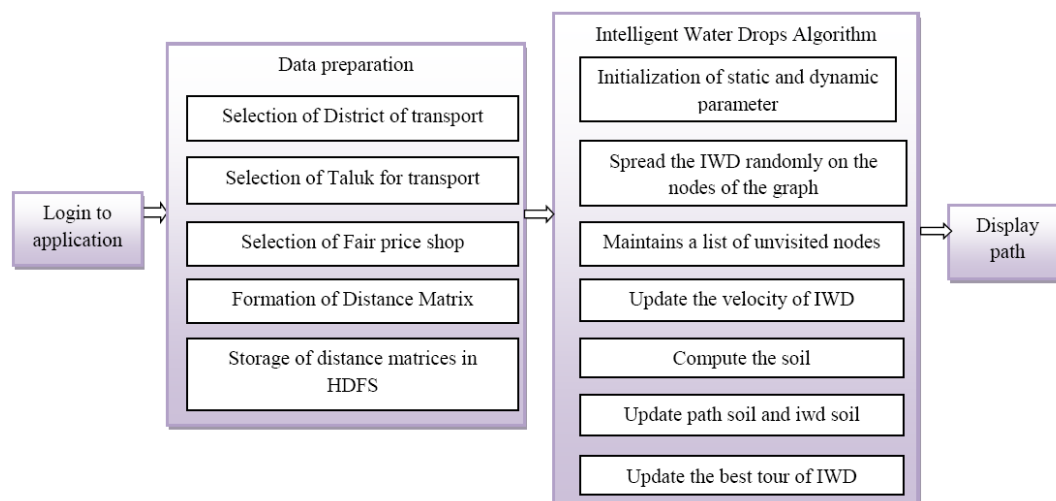 Login to
application
Data preparation
Selection of District of transport
Selection of Taluk for transport
Selection of Fair price shop
Formation of Distance Matrix
Storage of distance matrices in
HDFS
Intelligent Water Drops Algorithm
Initialization of static and dynamic
parameter
Spread the IWD randomly on the
nodes of the graph
Maintains a list of unvisited nodes
Update the velocity of IWD
Compute the soil
Update path soil and iwd soil
Update the best tour of IWD
Display
path